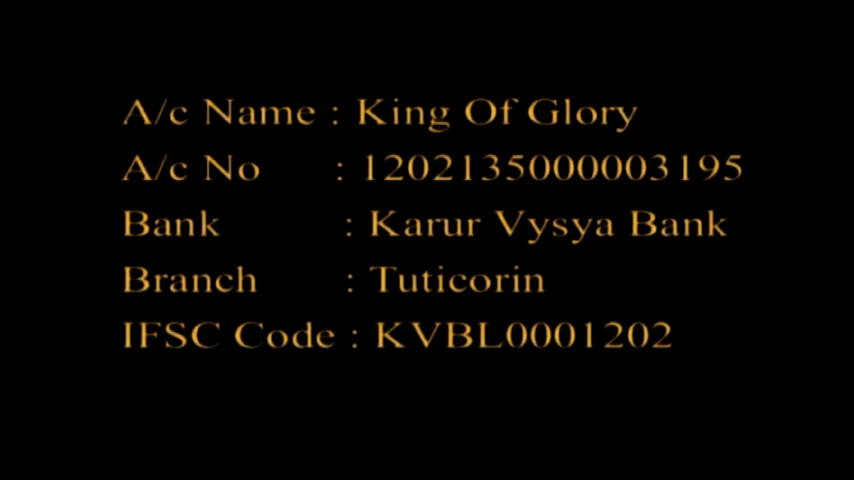 A/c Name : King Of Glory
A/c No : 1202135000003195
Bank : Karur Vysya Bank
Branch : Tuticorin
IFSC Code : KVBL0001202